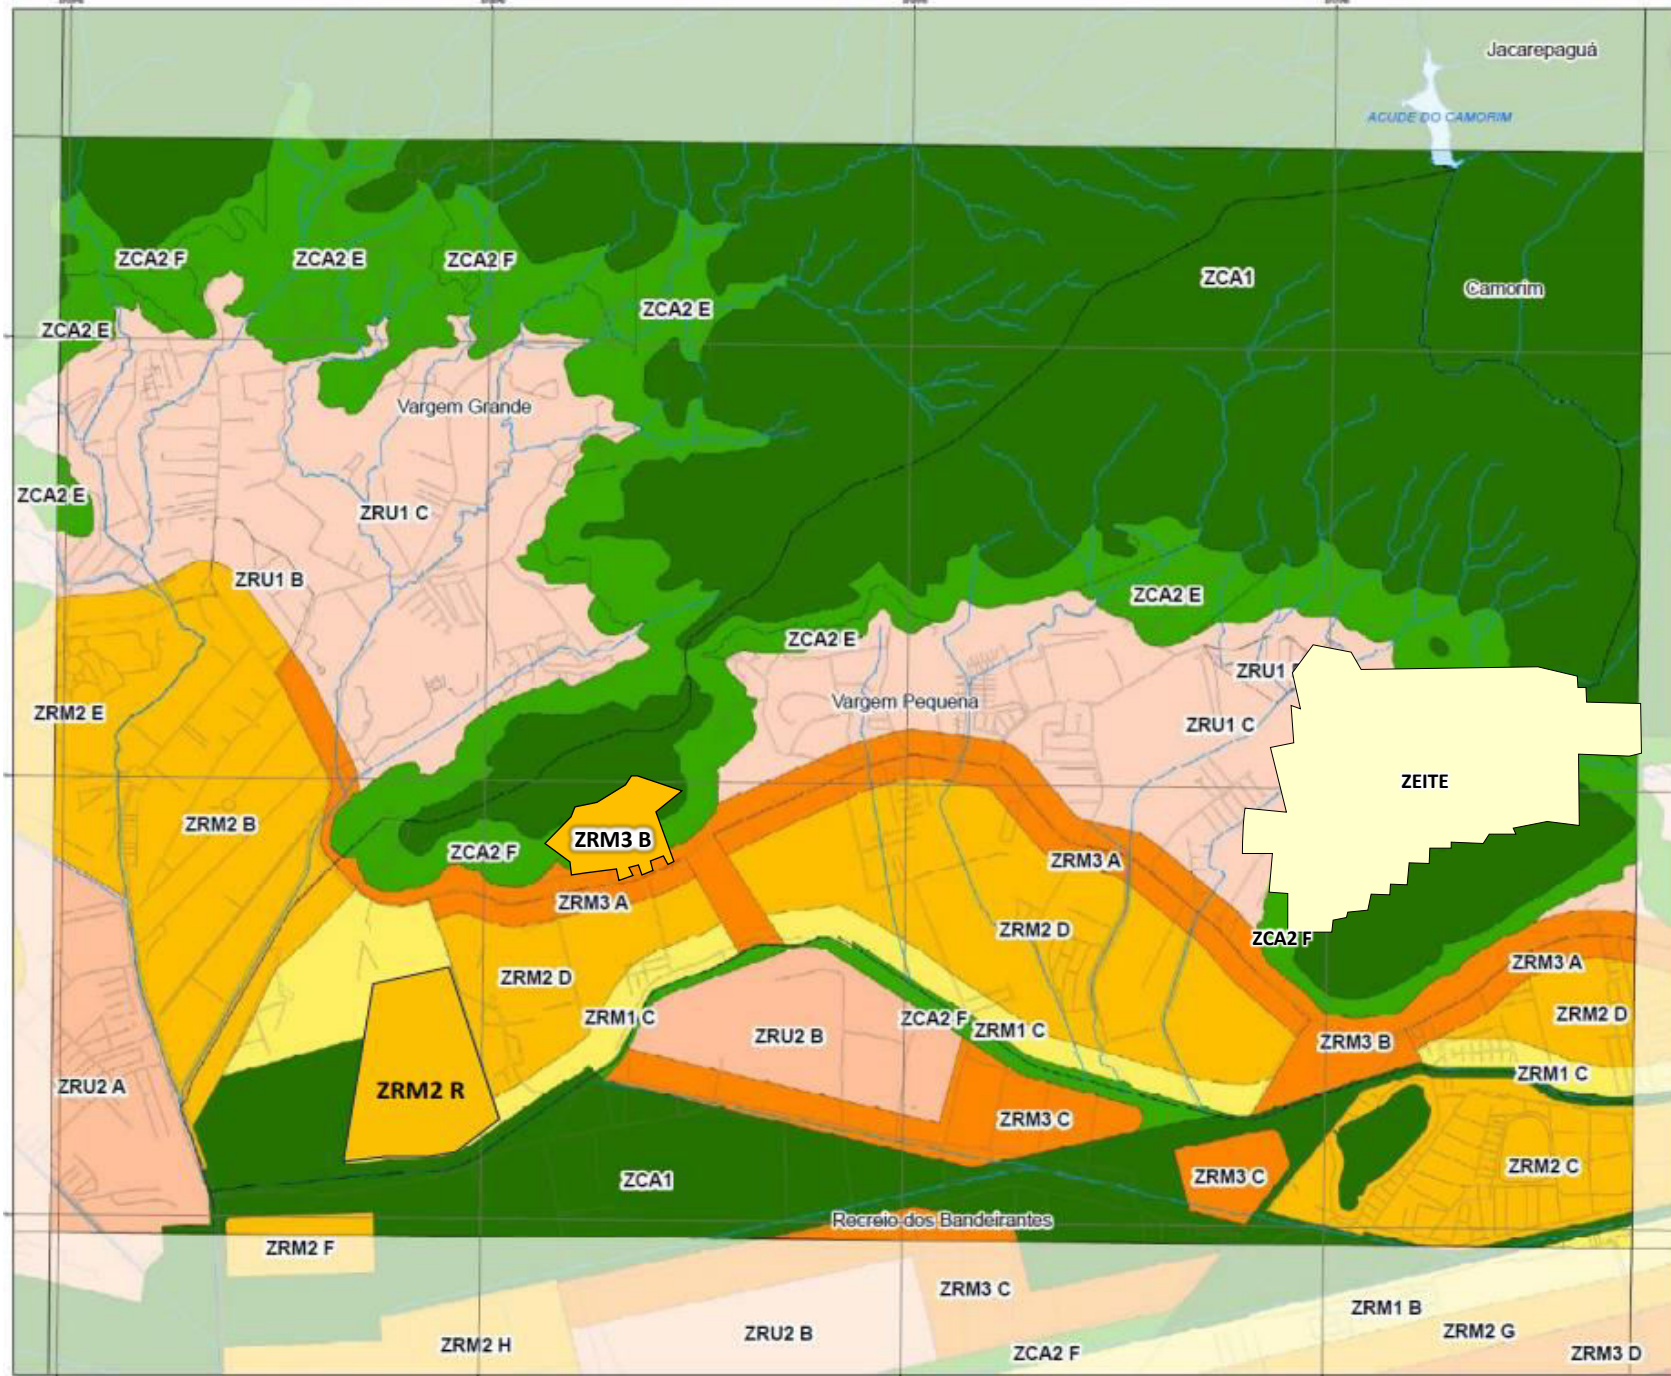 Jacarepaguá
ACUDE DO CAMORIM
ZCA2 F
ZCA2 E
ZCA2 F
ZCA1
Camorim
ZCA2 E
ZCA2 E
Vargem Grande
ZCA2 E
ZRU1 C
ZRU1 B
ZCA2 E
ZCA2 E
ZRU1
Vargem Pequena
ZRM2 E
ZRU1 C
ZEITE
ZRM2 B
ZRM3 B
ZCA2 F
ZRM3 A
ZRM3 A
ZRM2 D
ZCA2 F
ZRM3 A
ZRM2 D
ZRM1 C
ZCA2 F
ZRM1 C
ZRM2 D
ZRU2 B
ZRM3 B
ZRM1 C
ZRU2 A
ZRM2 R
ZRM3 C
ZRM2 C
ZRM3 C
ZCA1
Recreio dos Bandeirantes
ZRM2 F
ZRM3 C
ZRM1 B
ZRU2 B
ZRM2 G
ZRM2 H
ZCA2 F
ZRM3 D